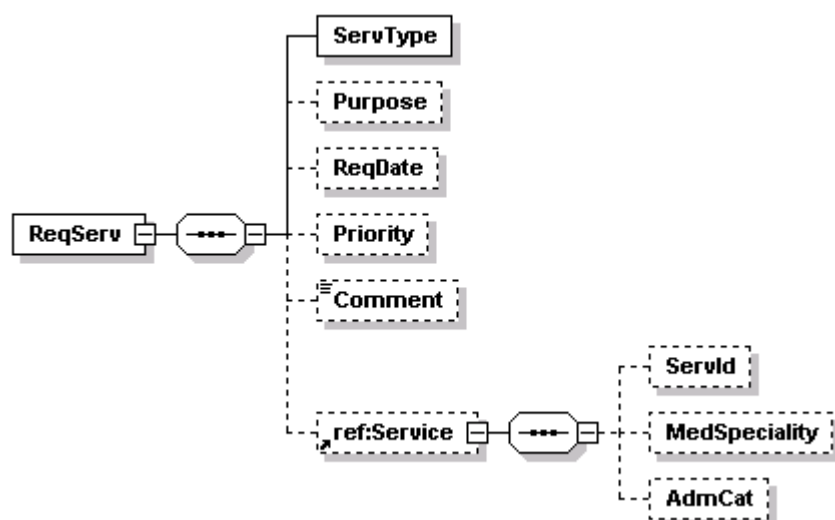 ServType
Purpose
ReqDate
ReqServ
Priority
Comment
ServId
ref:Service
MedSpeciality
AdmCat